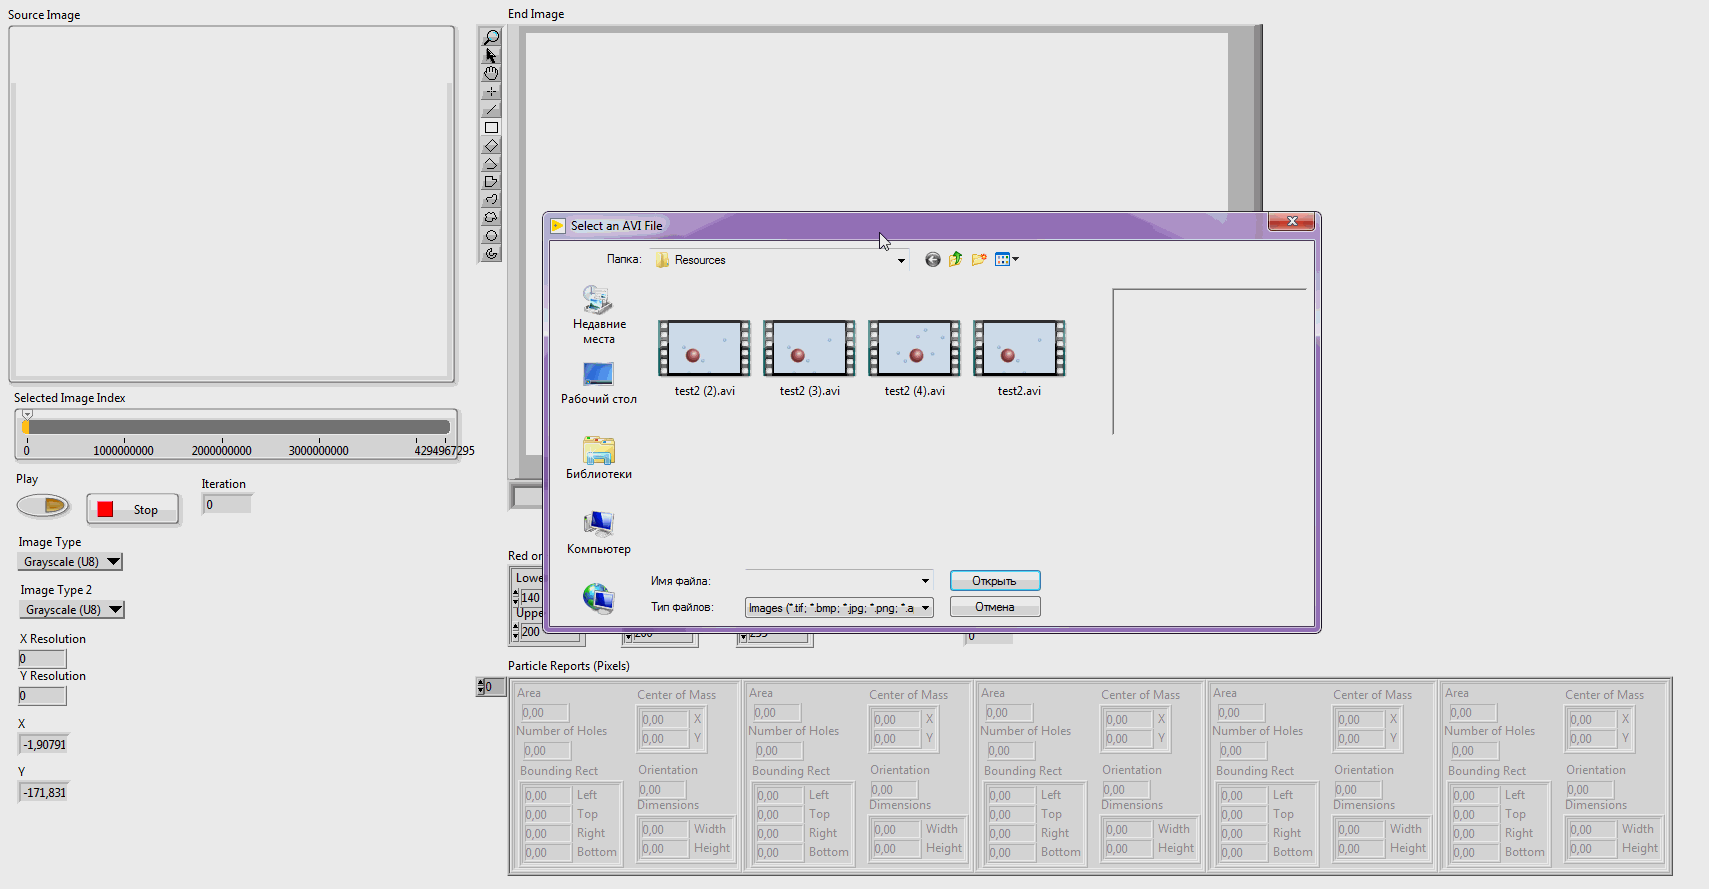 Source Image
End Image
Select an AVI File
Папка:
Resources
Недавние
места
Рабочий стол
Библиотеки
Компьютер
test2 (2).avi
test2 (3).avi
test2 (4).avi
test2.avi
Имя файла:
Открыть
Тип файлов:
Images (*.tif; *.bmp; *.jpg; *.png; *.a
Отмена
Selected Image Index
0
1000000000
2000000000
3000000000
4294967295
Play
Stop
Iteration
0
Image Type
Grayscale (U8)
Image Type 2
Grayscale (U8)
X Resolution
0
Y Resolution
0
X
-1,90791
Y
-171,831
Red or
Lowe
140
Uppe
200
200
255
0
Particle Reports (Pixels)
0
Area
0,00
Number of Holes
0,00
Bounding Rect
0,00 Left
0,00 Top
0,00 Right
0,00 Bottom
Center of Mass
0,00 X
0,00 Y
Orientation
0,00
Dimensions
0,00 Width
0,00 Height
Area
0,00
Number of Holes
0,00
Bounding Rect
0,00 Left
0,00 Top
0,00 Right
0,00 Bottom
Center of Mass
0,00 X
0,00 Y
Orientation
0,00
Dimensions
0,00 Width
0,00 Height
Area
0,00
Number of Holes
0,00
Bounding Rect
0,00 Left
0,00 Top
0,00 Right
0,00 Bottom
Center of Mass
0,00 X
0,00 Y
Orientation
0,00
Dimensions
0,00 Width
0,00 Height
Area
0,00
Number of Holes
0,00
Bounding Rect
0,00 Left
0,00 Top
0,00 Right
0,00 Bottom
Center of Mass
0,00 X
0,00 Y
Orientation
0,00
Dimensions
0,00 Width
0,00 Height
Area
0,00
Number of Holes
0,00
Bounding Rect
0,00 Left
0,00 Top
0,00 Right
0,00 Bottom
Center of Mass
0,00 X
0,00 Y
Orientation
0,00
Dimensions
0,00 Width
0,00 Height